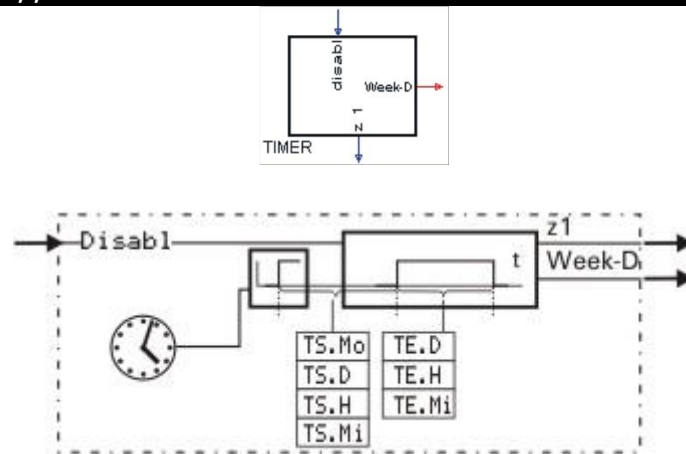 disabl
Week-D
z 1
TIMER
Disabl
z1
t
Week-D
TS.Mo
TS.D
TS.H
TS.Mi
TE.D
TE.H
TE.Mi